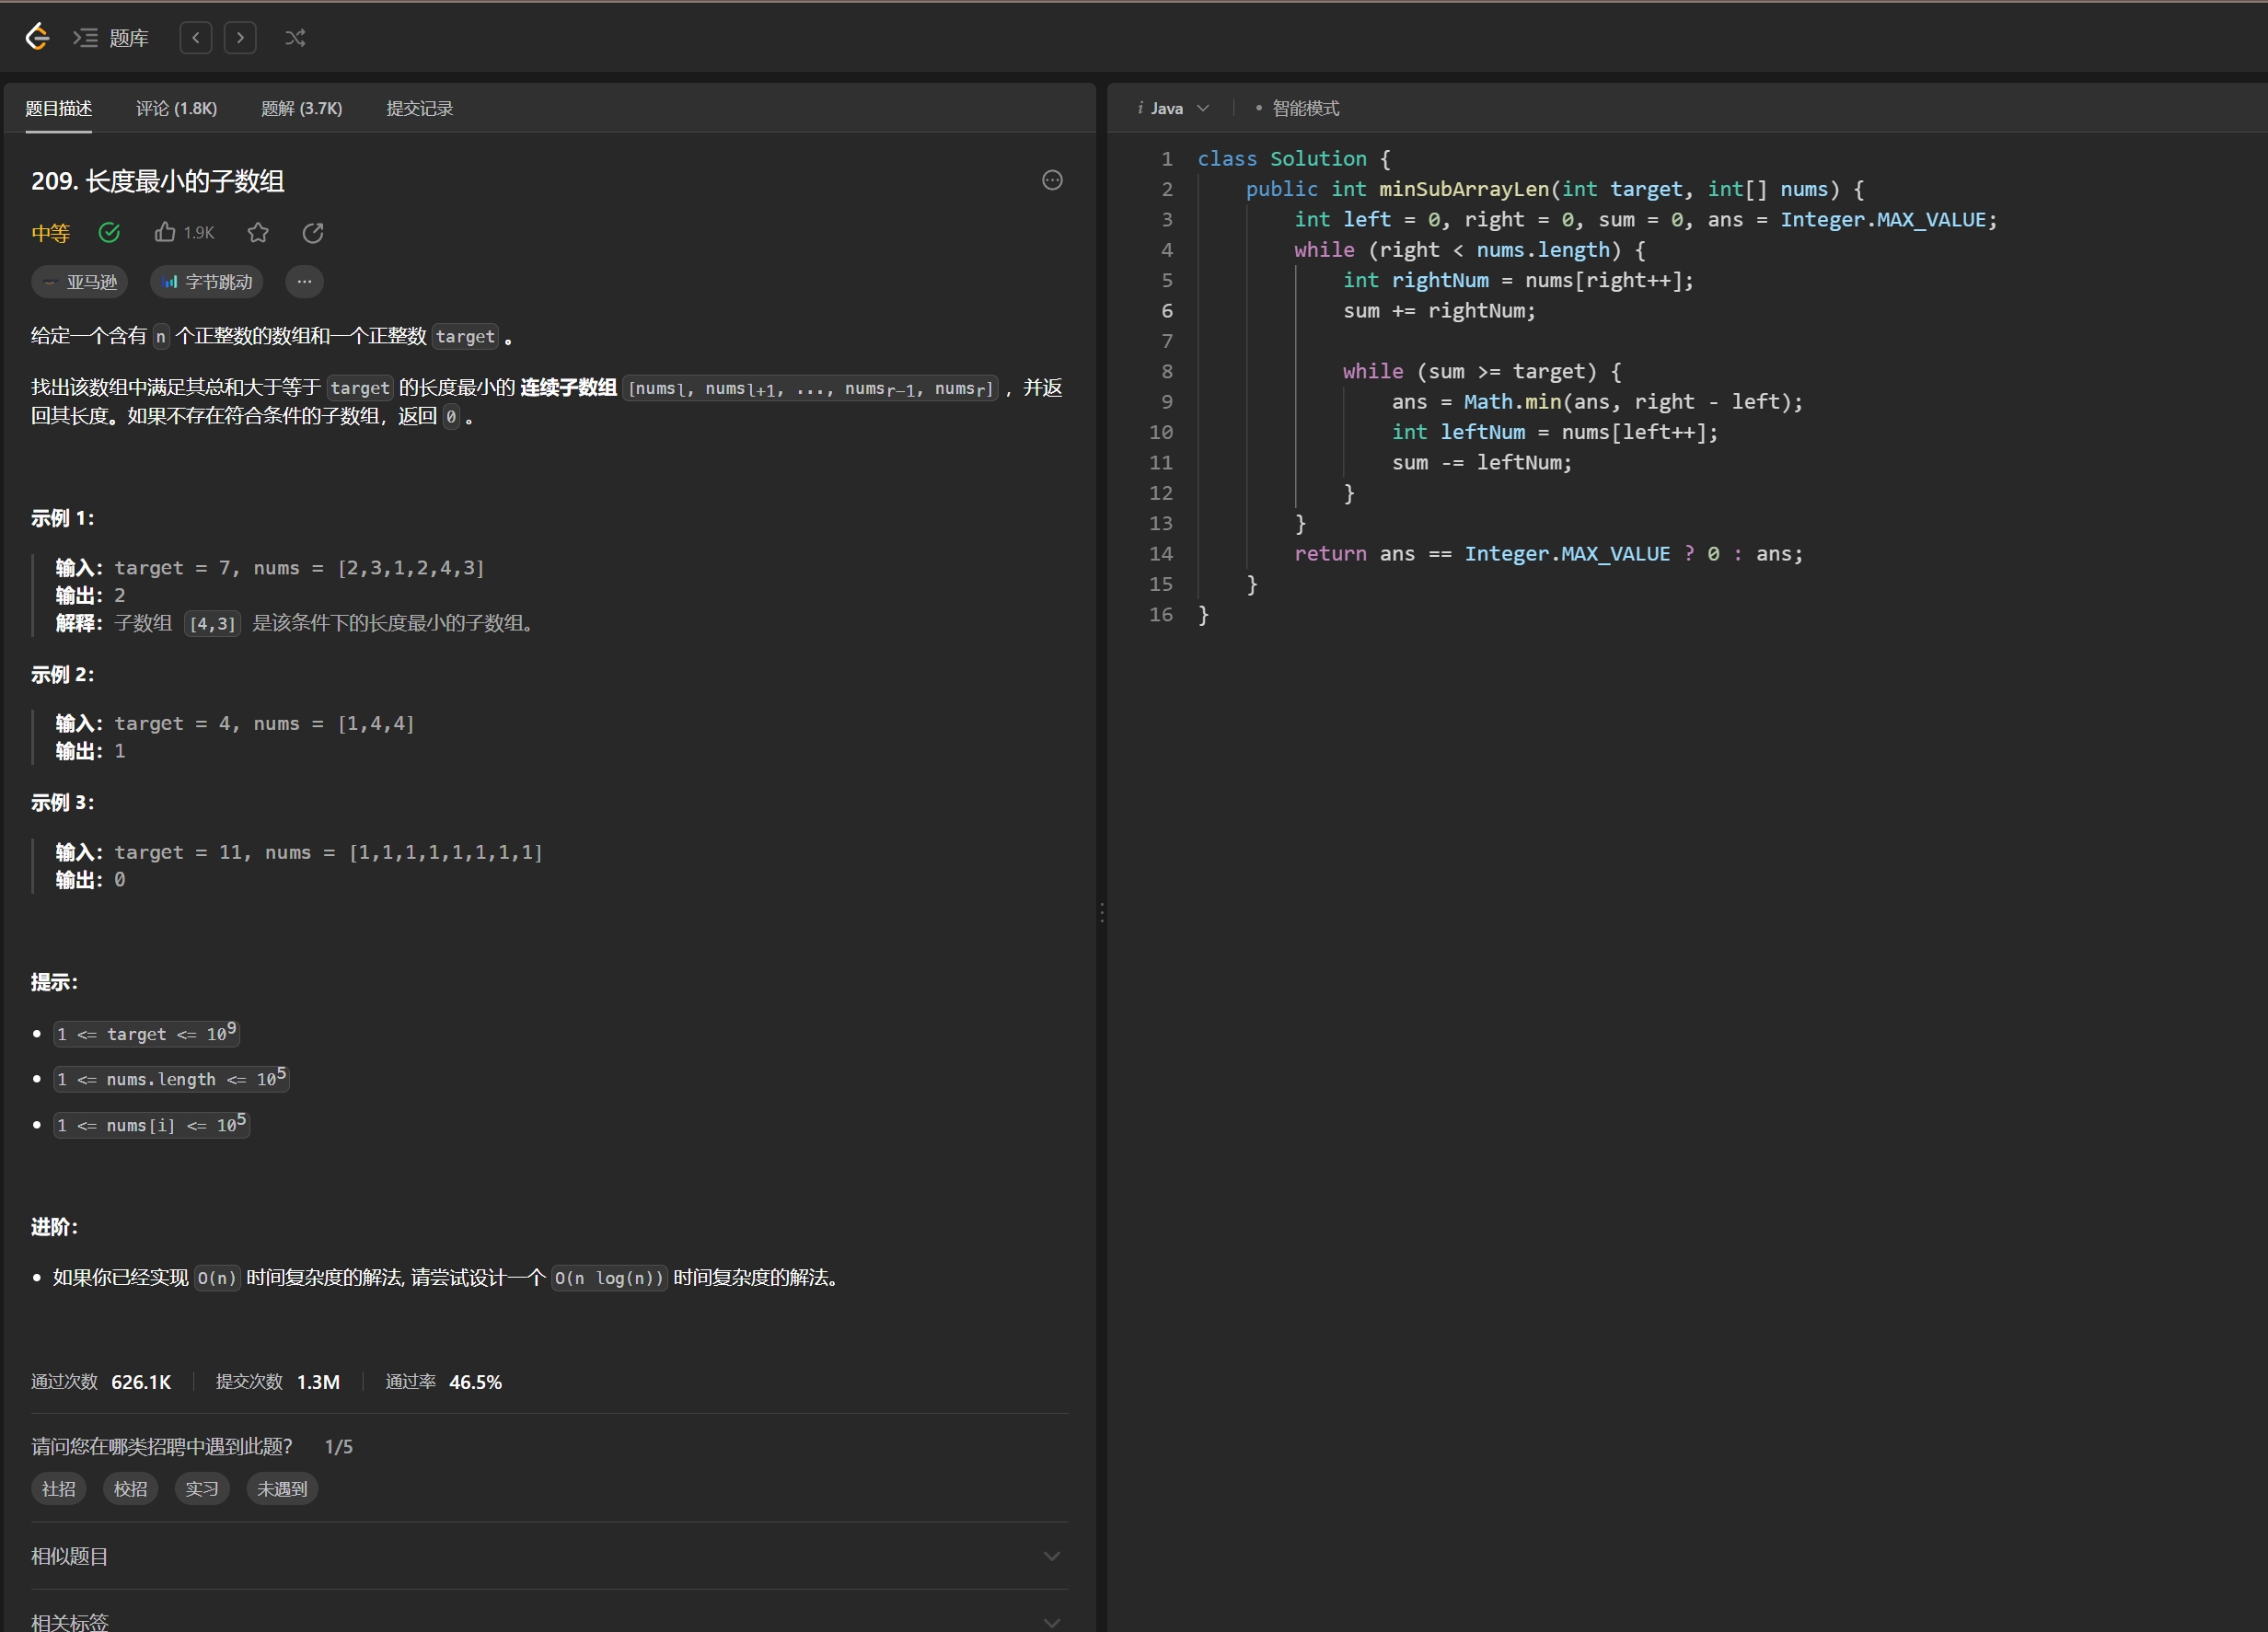 题库
题目描述 评论 (1.8K) 题解 (3.7K) 提交记录
209. 长度最小的子数组
中等 1.9K
亚马逊 字节跳动 ...
给定一个含有 n 个正整数的数组和一个正整数 target 。
找出该数组中满足其总和大于等于 target 的长度最小的 连续子数组 [numsl, numsl+1, ..., numsr-1, numsr] ，并返
回其长度。如果不存在符合条件的子数组，返回 0 。
示例 1：
输入：target = 7, nums = [2,3,1,2,4,3]
输出：2
解释：子数组 [4,3] 是该条件下的长度最小的子数组。
示例 2：
输入：target = 4, nums = [1,4,4]
输出：1
示例 3：
输入：target = 11, nums = [1,1,1,1,1,1,1,1]
输出：0
提示：
1 <= target <= 10^9
1 <= nums.length <= 10^5
1 <= nums[i] <= 10^5
进阶：
如果你已经实现 O(n) 时间复杂度的解法, 请尝试设计一个 O(n log(n)) 时间复杂度的解法。
通过次数 626.1K 提交次数 1.3M 通过率 46.5%
请问您在哪类招聘中遇到此题？ 1/5
社招 校招 实习 未遇到
相似题目
相关标签
i Java • 智能模式
1 class Solution {
2 public int minSubArrayLen(int target, int[] nums) {
3 int left = 0, right = 0, sum = 0, ans = Integer.MAX_VALUE;
4 while (right < nums.length) {
5 int rightNum = nums[right++];
6 sum += rightNum;
7
8 while (sum >= target) {
9 ans = Math.min(ans, right - left);
10 int leftNum = nums[left++];
11 sum -= leftNum;
12 }
13 }
14 return ans == Integer.MAX_VALUE ? 0 : ans;
15 }
16 }